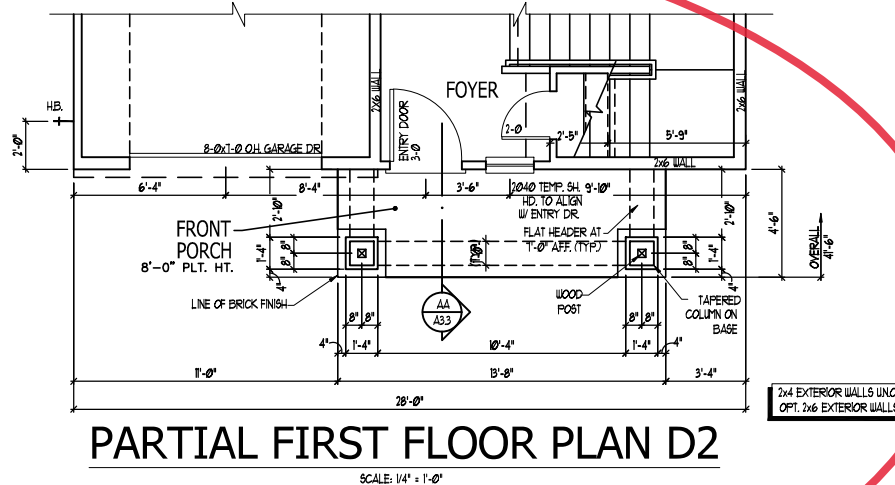 FOYER
H.B.
2x6 WALL
2x6 WALL
2'-0"
8-0x7-0 O.H. GARAGE DR.
ENTRY DOOR
3-0
2-0
2'-5"
5'-9"
2x6 WALL
6'-4"
8'-4"
3'-6"
2040 TEMP. SH. 9'-10"
HD. TO ALIGN
W/ ENTRY DR.
2'-10"
2'-10"
4'-6"
OVERALL
41'-6"
FRONT
PORCH
8'-0" PLT. HT.
FLAT HEADER AT
7'-0" AFF. (TYP.)
1'-4"
8"
8"
8"
8"
1'-4"
4"
4"
LINE OF BRICK FINISH
WOOD
POST
TAPERED
COLUMN ON
BASE
AA
A3.3
8"
8"
8"
8"
4"
1'-4"
10'-4"
1'-4"
4"
11'-0"
13'-8"
3'-4"
28'-0"
2x4 EXTERIOR WALLS U.N.O
OPT. 2x6 EXTERIOR WALLS
PARTIAL FIRST FLOOR PLAN D2
SCALE: 1/4" = 1'-0"